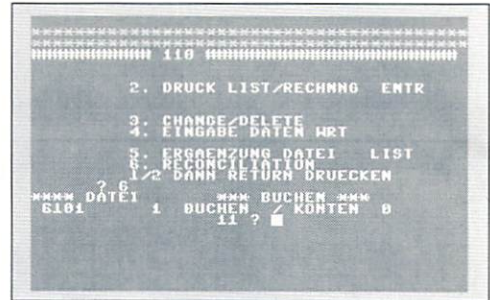 ************************************
************************************
################ 110 ################
2. DRUCK LIST/RECHNNG ENTR
3. CHANGE/DELETE
4. EINGABE DATEN WRT
5. ERGAENZUNG DATEI LIST
6. RECONCILIATION
1/2 DANN RETURN DRUECKEN
? 6
**** DATEI *** BUCHEN ***
6101 1 BUCHEN / KONTEN 0
11 ?